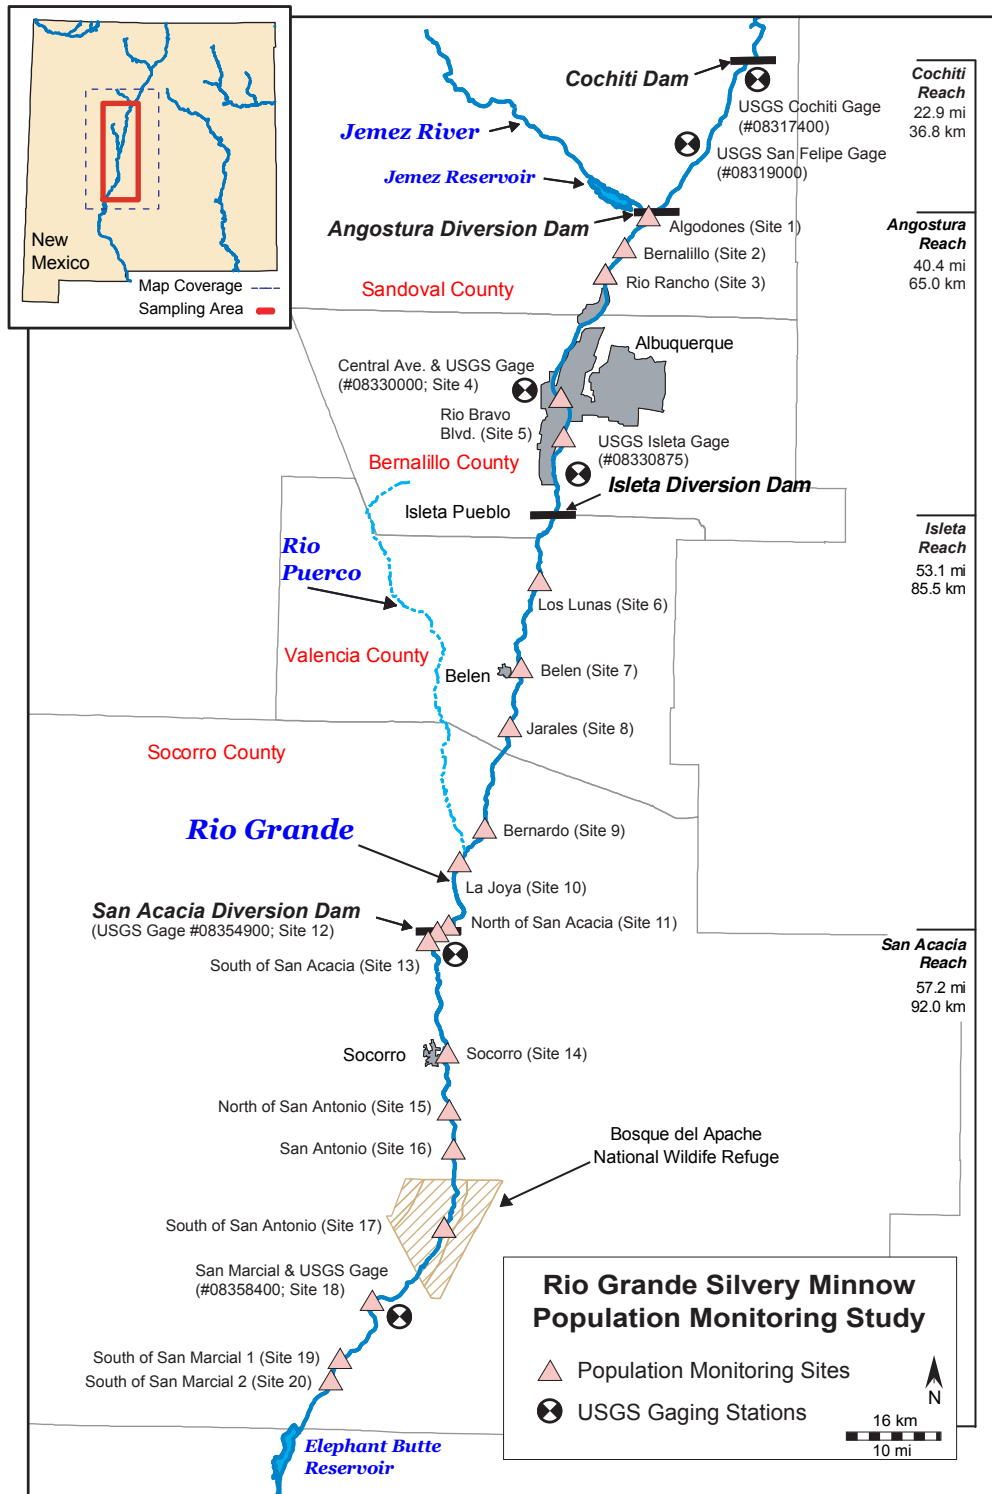 New
Mexico
Map Coverage
Sampling Area
Cochiti Dam
USGS Cochiti Gage
(#08317400)
Jemez River
USGS San Felipe Gage
(#08319000)
Jemez Reservoir
Angostura Diversion Dam
Algodones (Site 1)
Bernalillo (Site 2)
Rio Rancho (Site 3)
Sandoval County
Albuquerque
Central Ave. & USGS Gage
(#08330000; Site 4)
Rio Bravo
Blvd. (Site 5)
USGS Isleta Gage
(#08330875)
Bernalillo County
Isleta Diversion Dam
Isleta Pueblo
Rio
Puerco
Los Lunas (Site 6)
Valencia County
Belen
Belen (Site 7)
Jarales (Site 8)
Socorro County
Rio Grande
Bernardo (Site 9)
La Joya (Site 10)
San Acacia Diversion Dam
(USGS Gage #08354900; Site 12)
North of San Acacia (Site 11)
South of San Acacia (Site 13)
Socorro
Socorro (Site 14)
North of San Antonio (Site 15)
San Antonio (Site 16)
Bosque del Apache
National Wildife Refuge
South of San Antonio (Site 17)
San Marcial & USGS Gage
(#08358400; Site 18)
South of San Marcial 1 (Site 19)
South of San Marcial 2 (Site 20)
Elephant Butte
Reservoir
Cochiti
Reach
22.9 mi
36.8 km
Angostura
Reach
40.4 mi
65.0 km
Isleta
Reach
53.1 mi
85.5 km
San Acacia
Reach
57.2 mi
92.0 km
Rio Grande Silvery Minnow
Population Monitoring Study
Population Monitoring Sites
USGS Gaging Stations
N
16 km
10 mi